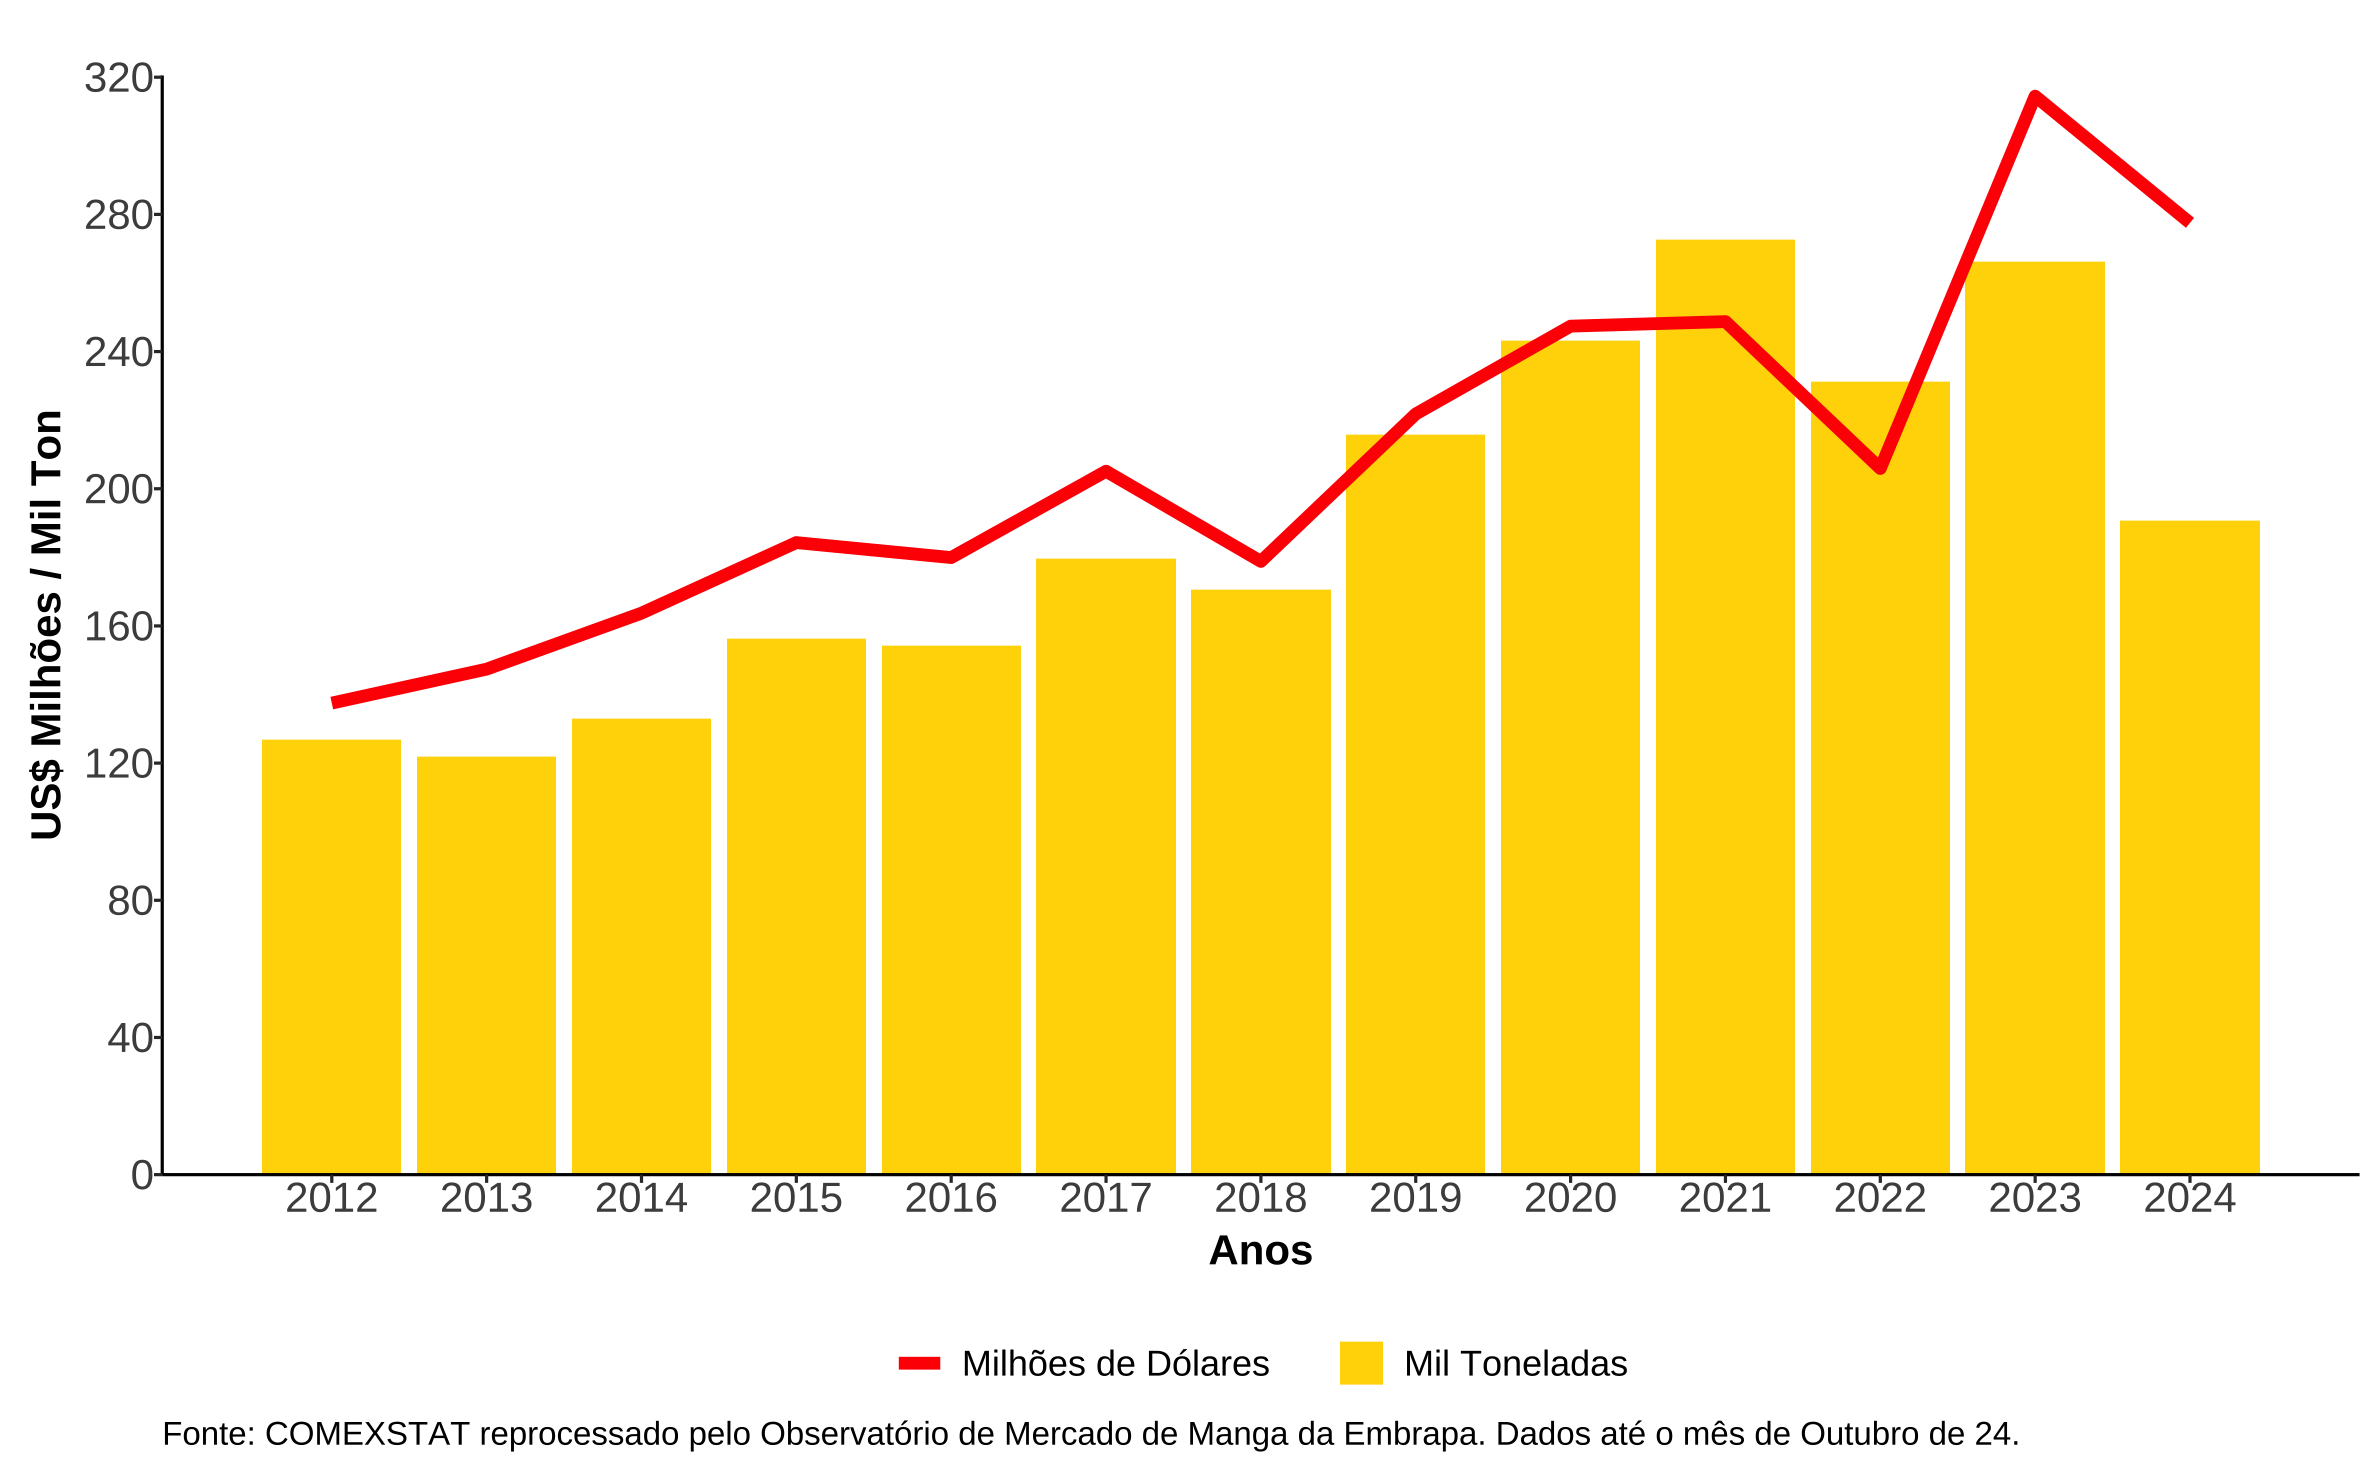 320
280
240
200
160
120
80
40
0
US$ Milhões / Mil Ton
2012 2013 2014 2015 2016 2017 2018 2019 2020 2021 2022 2023 2024
Anos
Milhões de Dólares Mil Toneladas
Fonte: COMEXSTAT reprocessado pelo Observatório de Mercado de Manga da Embrapa. Dados até o mês de Outubro de 24.